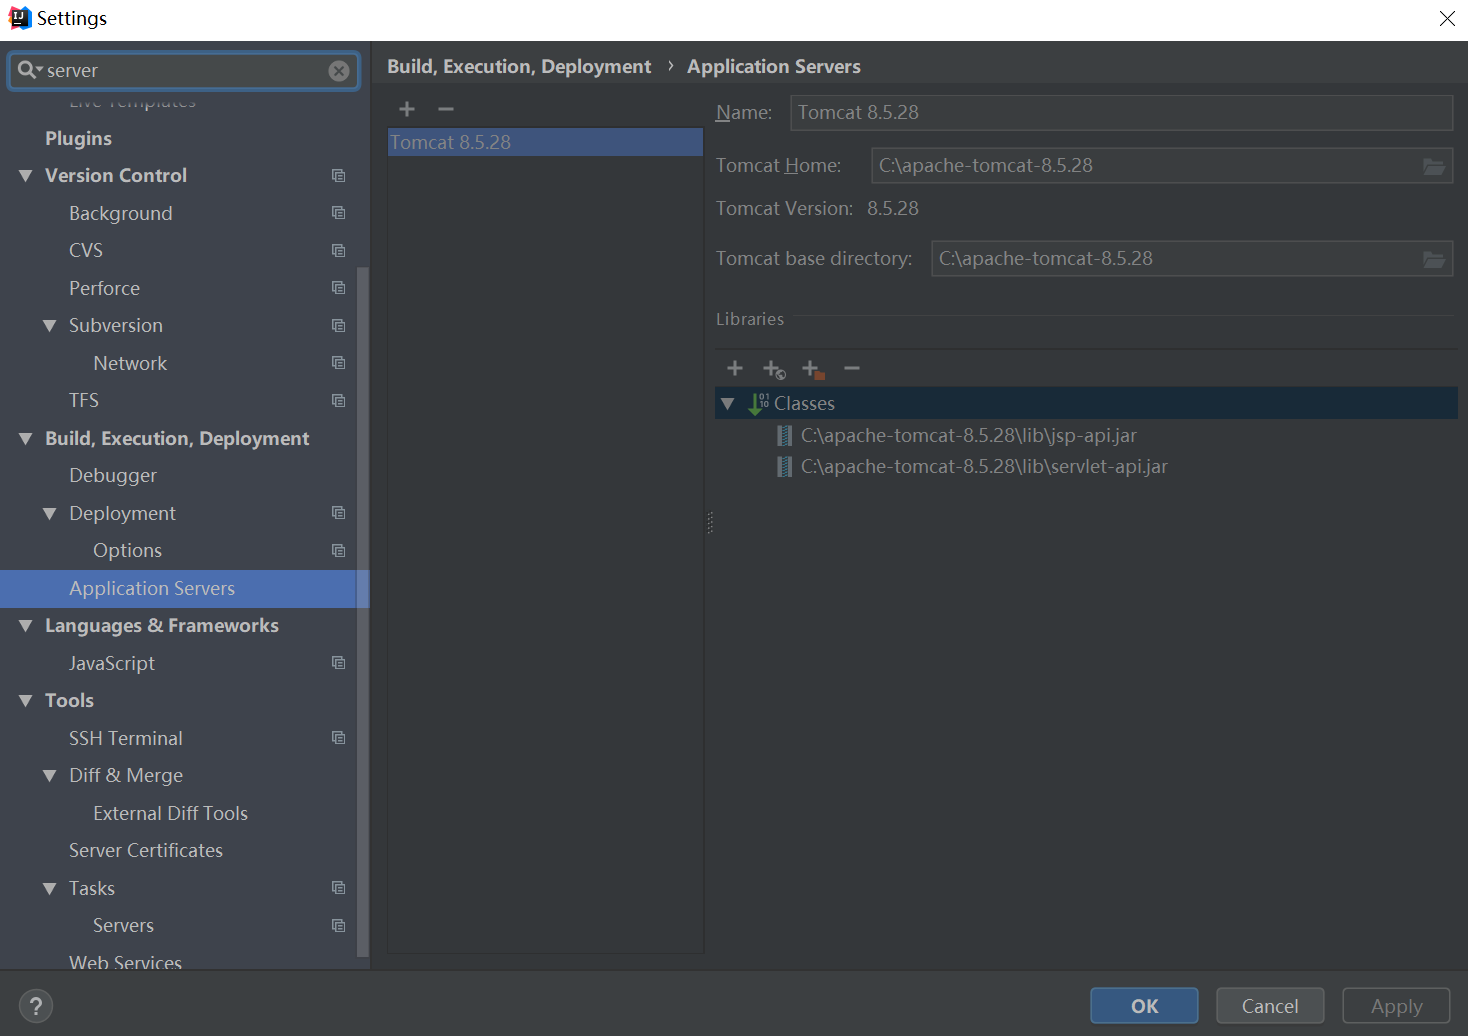 Settings
server
Live Templates
Plugins
Version Control
Background
CVS
Perforce
Subversion
Network
TFS
Build, Execution, Deployment
Debugger
Deployment
Options
Application Servers
Languages & Frameworks
JavaScript
Tools
SSH Terminal
Diff & Merge
External Diff Tools
Server Certificates
Tasks
Servers
Web Services
Build, Execution, Deployment › Application Servers
Tomcat 8.5.28
Name: Tomcat 8.5.28
Tomcat Home: C:\apache-tomcat-8.5.28
Tomcat Version: 8.5.28
Tomcat base directory: C:\apache-tomcat-8.5.28
Libraries
Classes
C:\apache-tomcat-8.5.28\lib\jsp-api.jar
C:\apache-tomcat-8.5.28\lib\servlet-api.jar
?
OK
Cancel
Apply